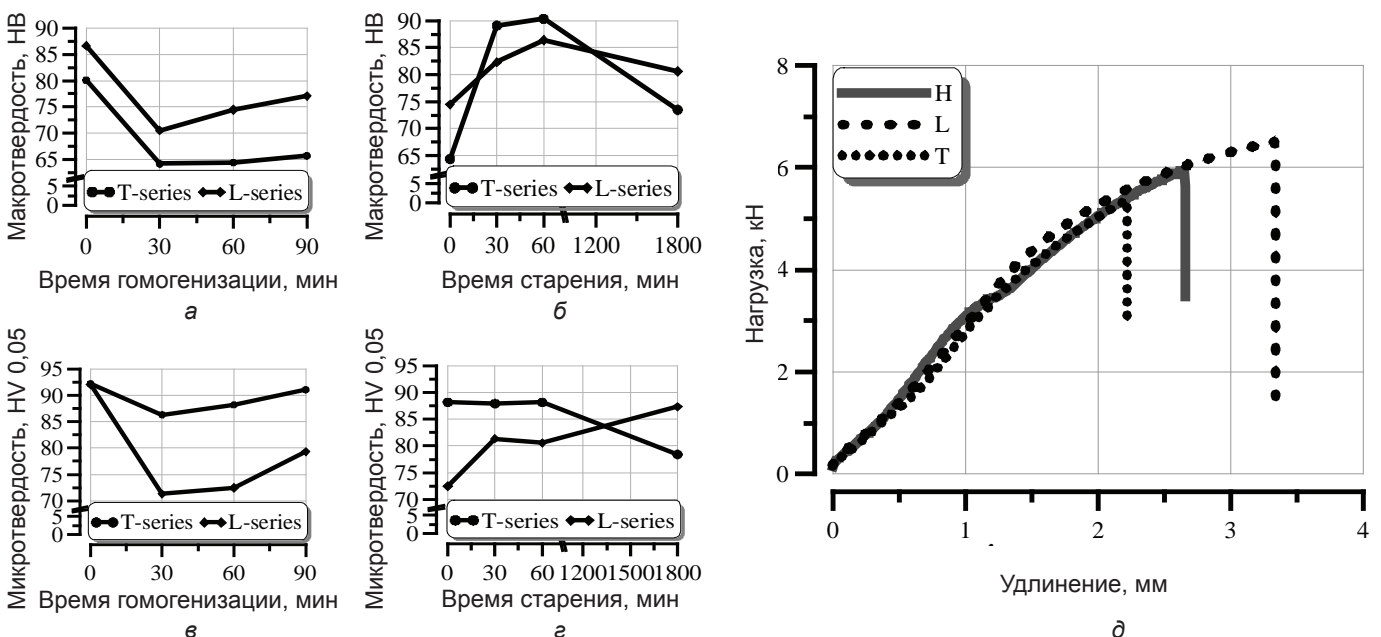 Макротвердость, НВ
90
85
80
75
70
65
5
0
T-series L-series
0 30 60 90
Время гомогенизации, мин
а
Макротвердость, НВ
90
85
80
75
70
65
5
0
T-series L-series
0 30 60 1200 1800
Время старения, мин
б
Микротвердость, HV 0,05
95
90
85
80
75
70
5
0
T-series L-series
0 30 60 90
Время гомогенизации, мин
в
Микротвердость, HV 0,05
95
90
85
80
75
70
5
0
T-series L-series
0 30 60 1200 1500 1800
Время старения, мин
г
Нагрузка, кН
8
6
4
2
0
H
L
T
0 1 2 3 4
Удлинение, мм
д